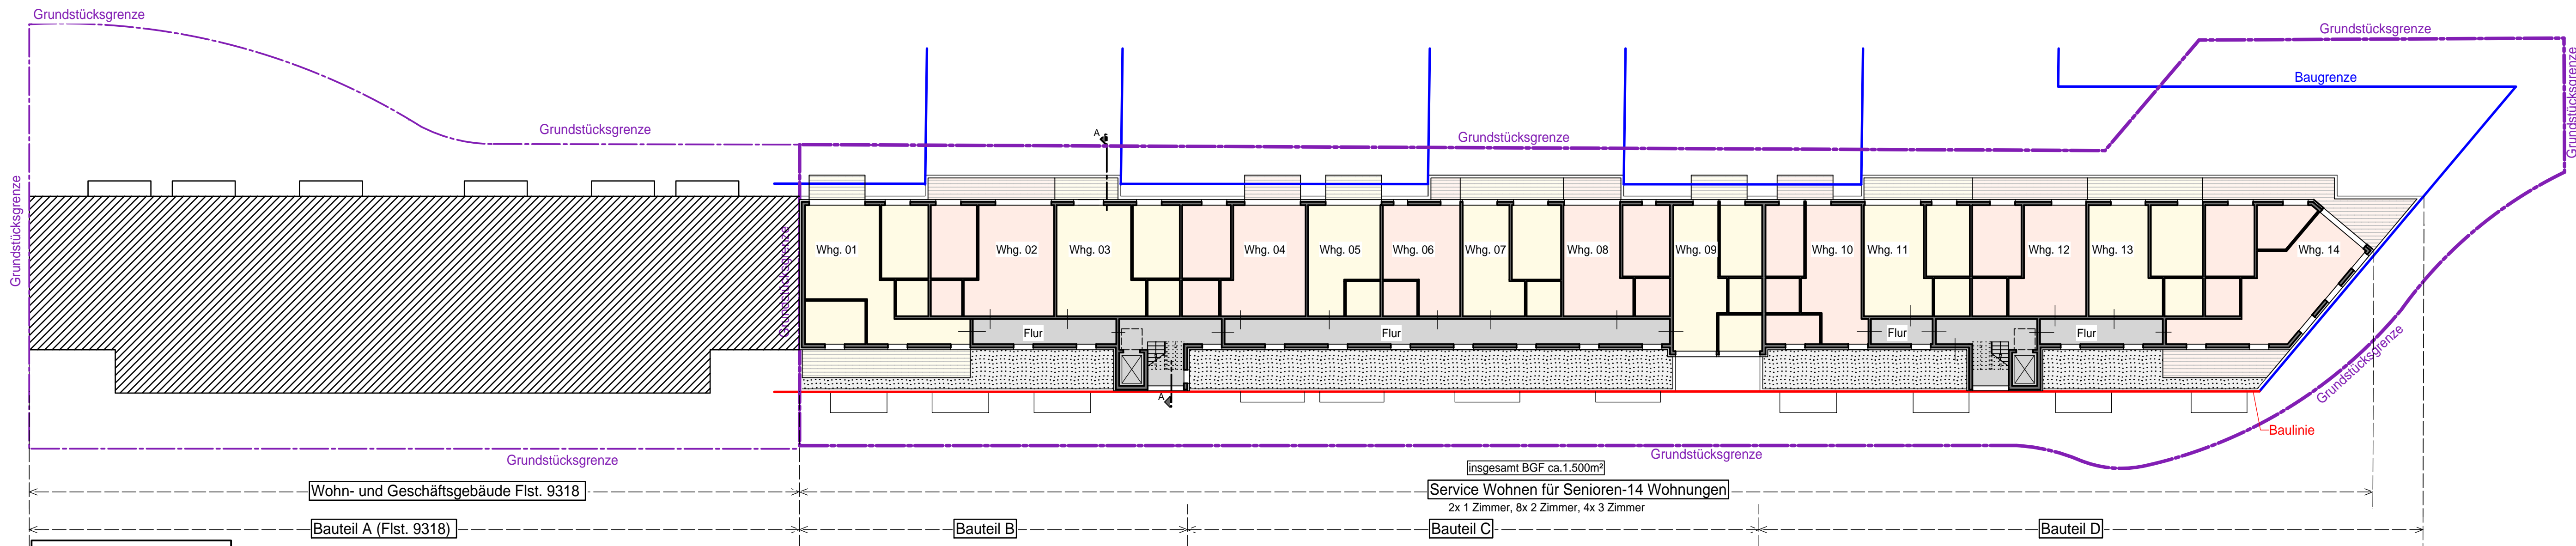 Grundstücksgrenze
Grundstücksgrenze
Grundstücksgrenze
Baugrenze
Grundstücksgrenze
Grundstücksgrenze
A
Grundstücksgrenze
Grundstücksgrenze
Whg. 01
Whg. 02
Whg. 03
Whg. 04
Whg. 05
Whg. 06
Whg. 07
Whg. 08
Whg. 09
Whg. 10
Whg. 11
Whg. 12
Whg. 13
Whg. 14
Flur
Flur
Flur
Flur
A
Grundstücksgrenze
Baulinie
Grundstücksgrenze
Grundstücksgrenze
insgesamt BGF ca.1.500m²
Wohn- und Geschäftsgebäude Flst. 9318
Service Wohnen für Senioren-14 Wohnungen
2x 1 Zimmer, 8x 2 Zimmer, 4x 3 Zimmer
Bauteil A (Flst. 9318)
Bauteil B
Bauteil C
Bauteil D